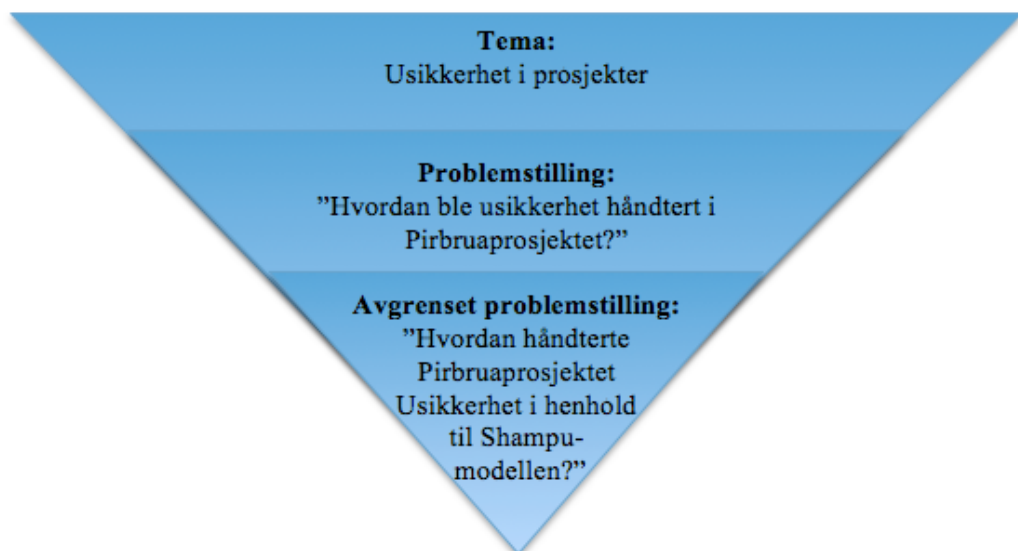 Tema:
Usikkerhet i prosjekter
Problemstilling:
”Hvordan ble usikkerhet håndtert i
Pirbruaprosjektet?”
Avgrenset problemstilling:
”Hvordan håndterte
Pirbruaprosjektet
Usikkerhet i henhold
til Shampu-
modellen?”